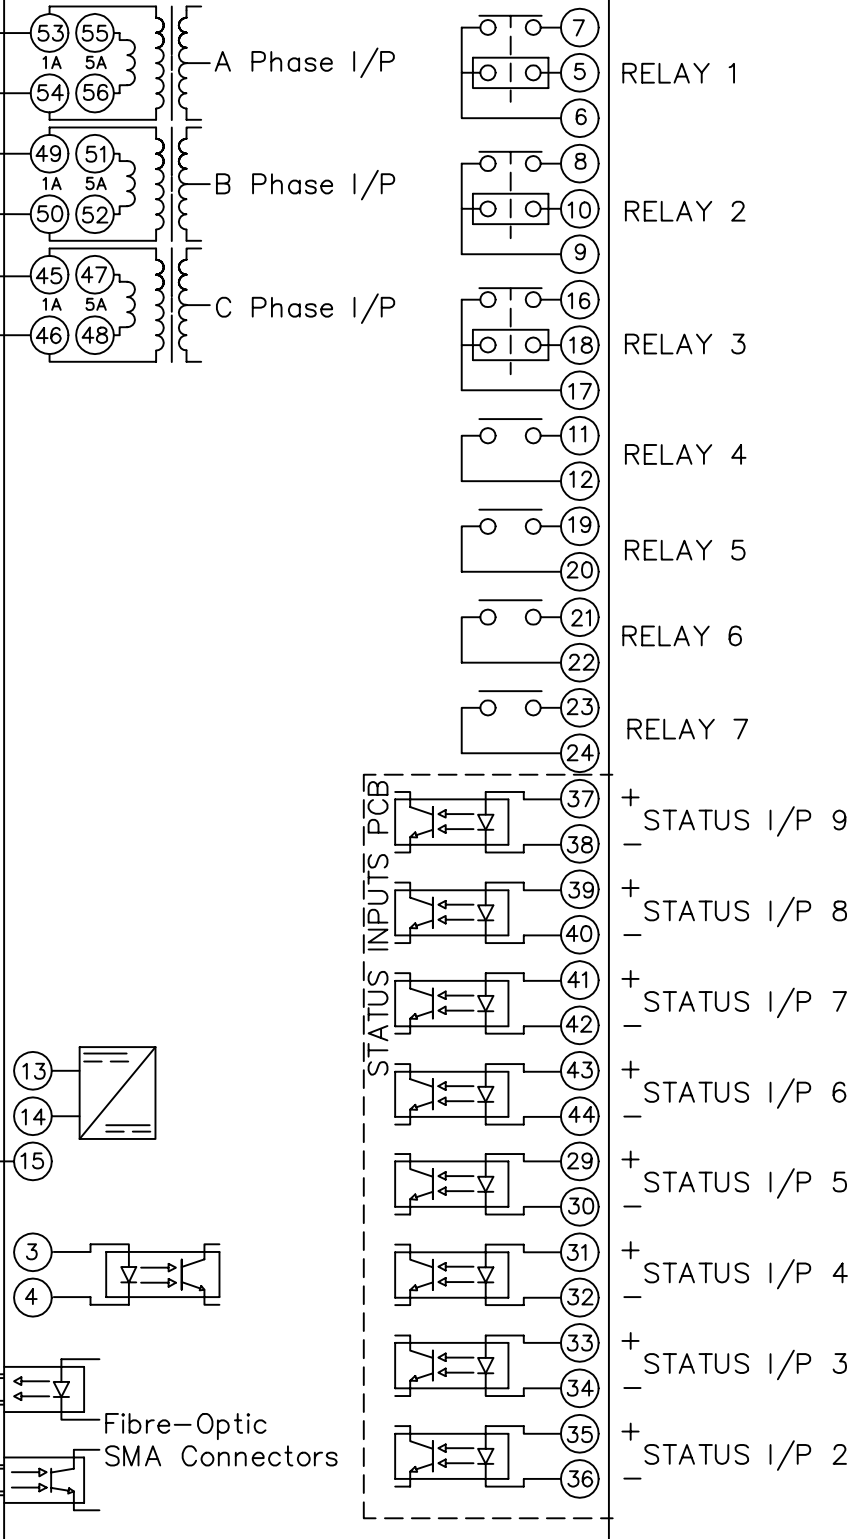 53 55
1A 5A
54 56
A Phase I/P
49 51
1A 5A
50 52
B Phase I/P
45 47
1A 5A
46 48
C Phase I/P
7
5 RELAY 1
6
8
10 RELAY 2
9
16
18 RELAY 3
17
11
RELAY 4
12
19
RELAY 5
20
21
RELAY 6
22
23
RELAY 7
24
STATUS INPUTS PCB
37 +
STATUS I/P 9
38 −
39 +
STATUS I/P 8
40 −
41 +
STATUS I/P 7
42 −
43 +
STATUS I/P 6
44 −
29 +
STATUS I/P 5
30 −
31 +
STATUS I/P 4
32 −
33 +
STATUS I/P 3
34 −
35 +
STATUS I/P 2
36 −
13
14
15
3
4
Fibre-Optic
SMA Connectors